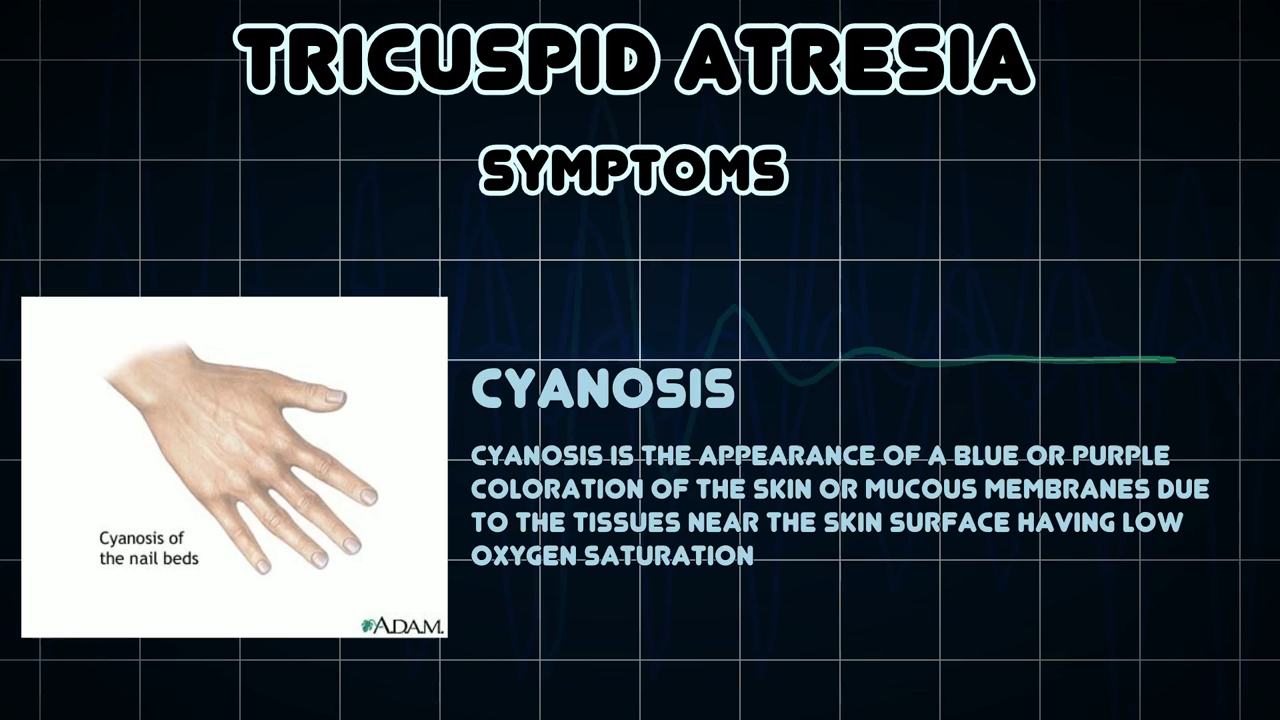 TRICUSPID ATRESIA
SYMPTOMS
CYANOSIS
CYANOSIS IS THE APPEARANCE OF A BLUE OR PURPLE
COLORATION OF THE SKIN OR MUCOUS MEMBRANES DUE
TO THE TISSUES NEAR THE SKIN SURFACE HAVING LOW
OXYGEN SATURATION
Cyanosis of
the nail beds
ADAM.